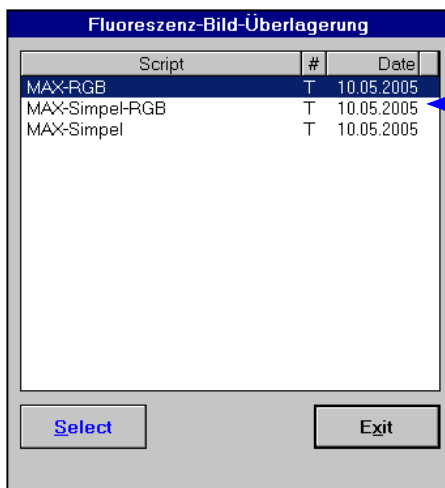 Fluoreszenz-Bild-Überlagerung
Script # Date
MAX-RGB T 10.05.2005
MAX-Simpel-RGB T 10.05.2005
MAX-Simpel T 10.05.2005
Select Exit